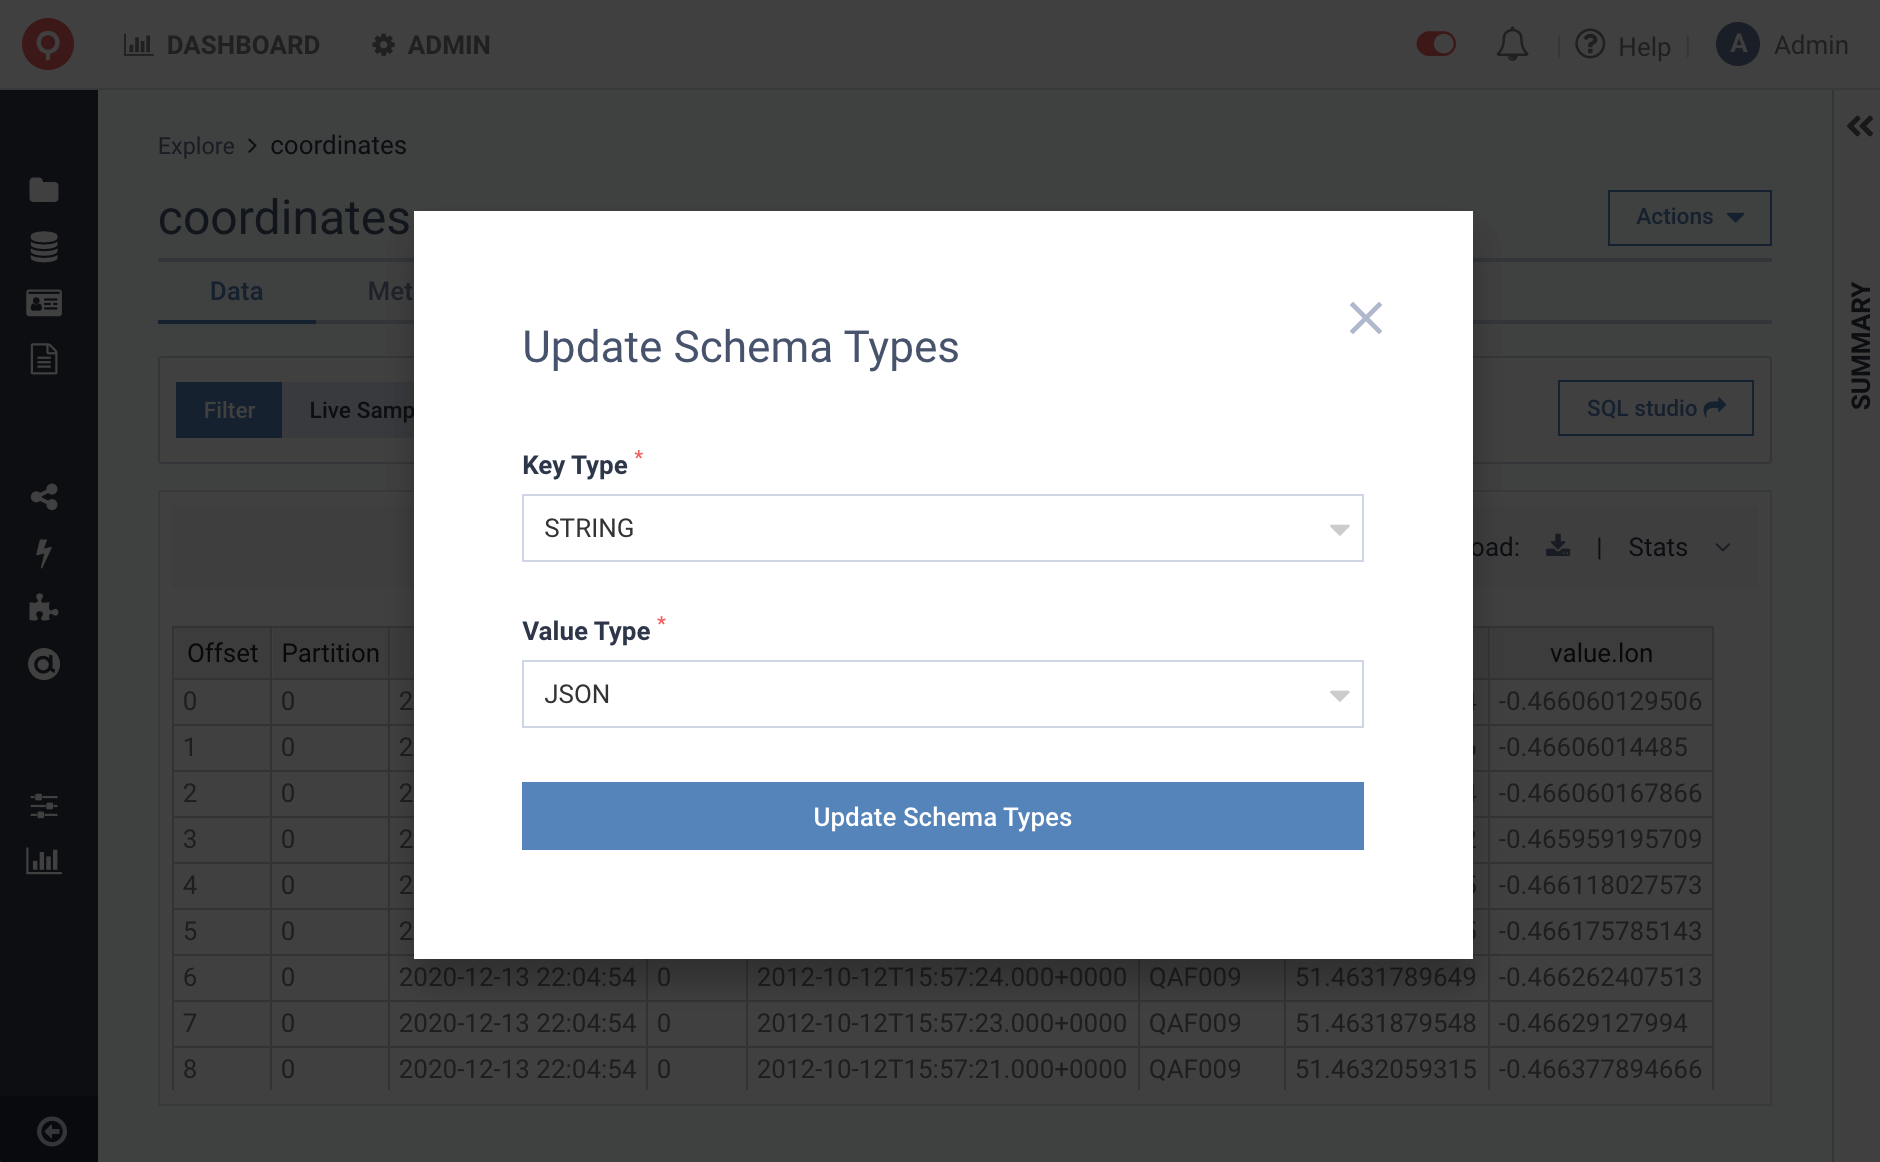 DASHBOARD ADMIN Help A Admin
Explore > coordinates
coordinates
Actions
Data
SUMMARY
Filter Live Samp
SQL studio
Update Schema Types
Key Type *
STRING
Value Type *
JSON
Update Schema Types
| Stats
Offset Partition value.lon
0 0 2 -0.466060129506
1 0 2 -0.46606014485
2 0 2 -0.466060167866
3 0 2 -0.465959195709
4 0 2 -0.466118027573
5 0 2 -0.466175785143
6 0 2020-12-13 22:04:54 0 2012-10-12T15:57:24.000+0000 QAF009 51.4631789649 -0.466262407513
7 0 2020-12-13 22:04:54 0 2012-10-12T15:57:23.000+0000 QAF009 51.4631879548 -0.46629127994
8 0 2020-12-13 22:04:54 0 2012-10-12T15:57:21.000+0000 QAF009 51.4632059315 -0.466377894666